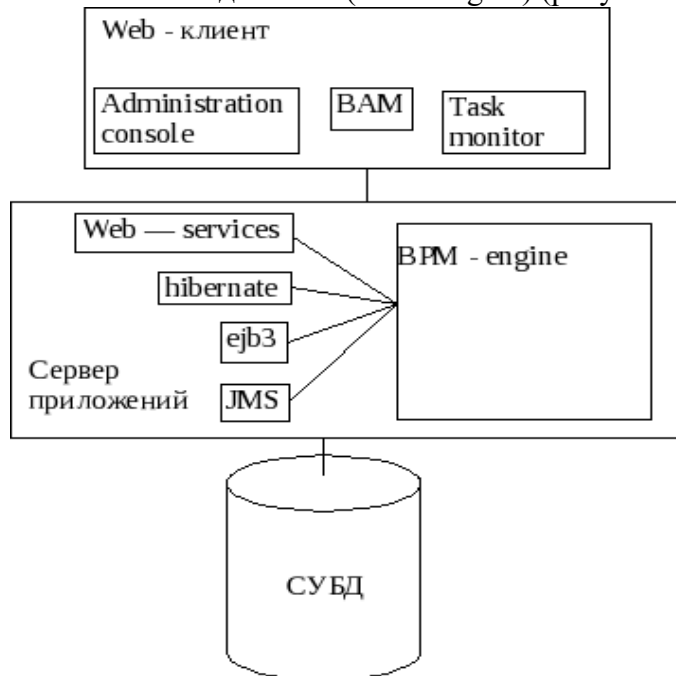 Web - клиент
Administration
console
BAM
Task
monitor
Web — services
BPM - engine
hibernate
ejb3
Сервер
приложений
JMS
СУБД